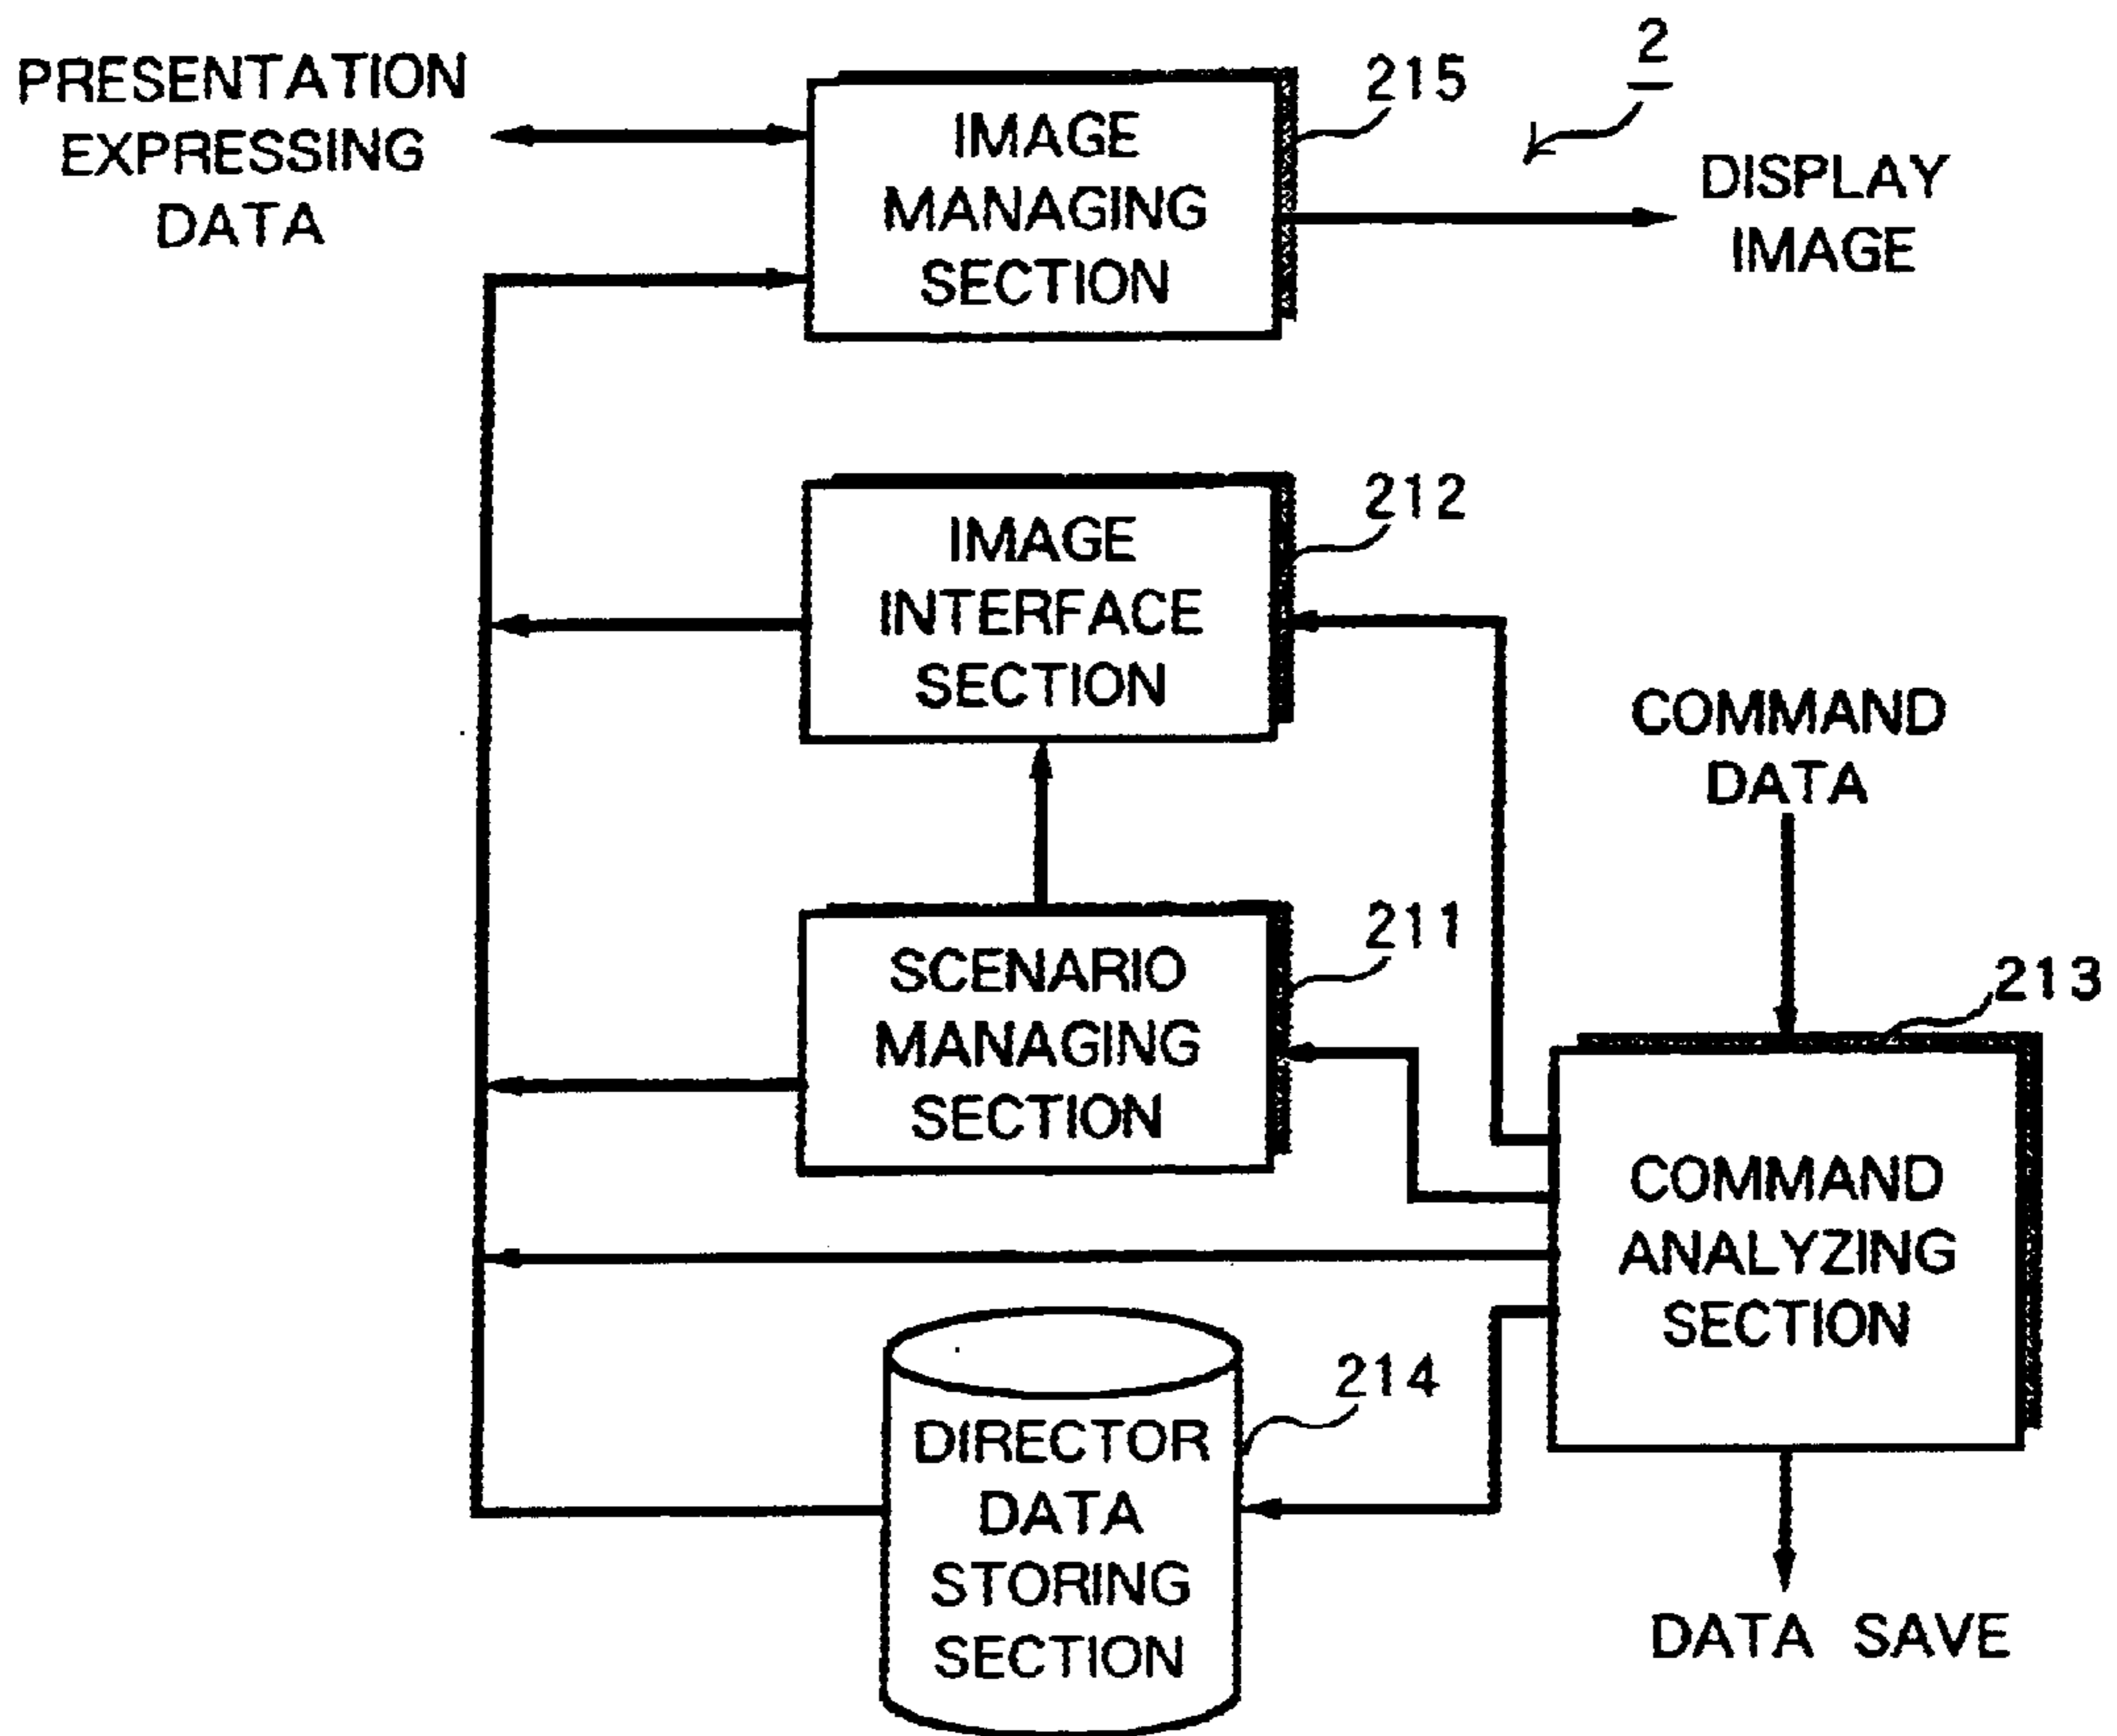 2
215
PRESENTATION
EXPRESSING
DATA
IMAGE
MANAGING
SECTION
DISPLAY
IMAGE
212
IMAGE
INTERFACE
SECTION
COMMAND
DATA
211
SCENARIO
MANAGING
SECTION
213
COMMAND
ANALYZING
SECTION
214
DIRECTOR
DATA
STORING
SECTION
DATA SAVE